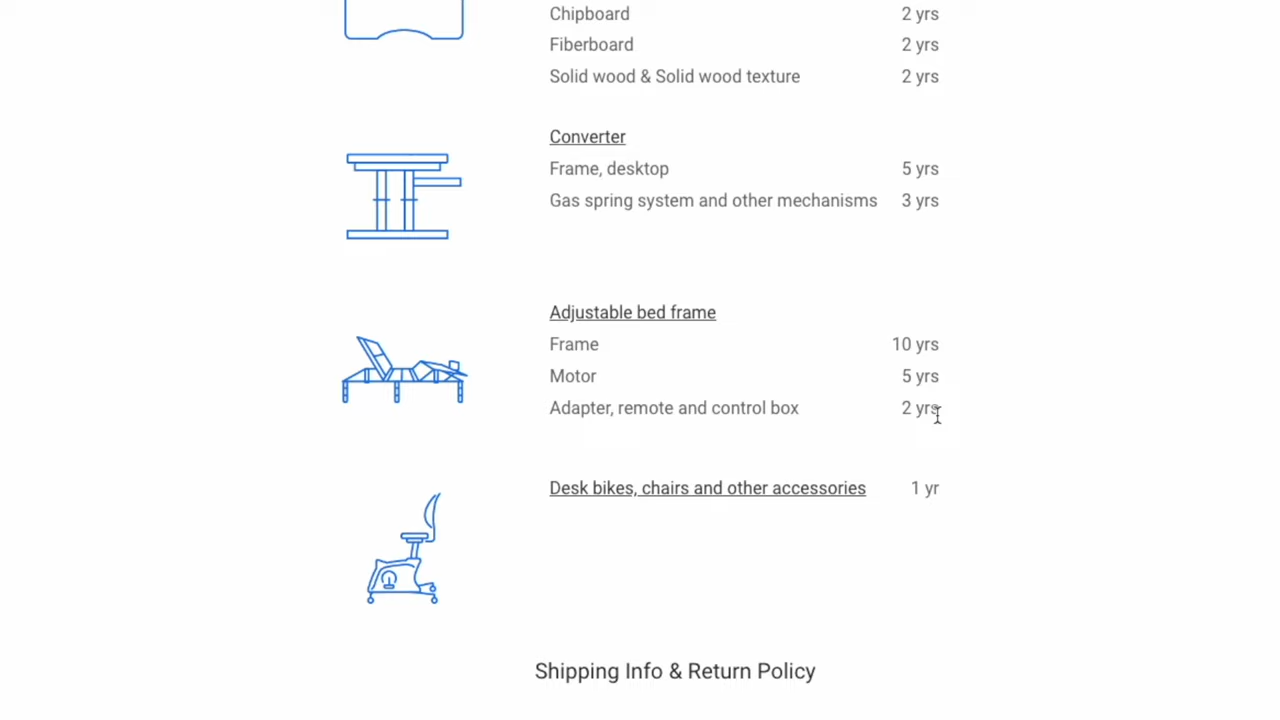 Chipboard 2 yrs
Fiberboard 2 yrs
Solid wood & Solid wood texture 2 yrs
Converter
Frame, desktop 5 yrs
Gas spring system and other mechanisms 3 yrs
Adjustable bed frame
Frame 10 yrs
Motor 5 yrs
Adapter, remote and control box 2 yrs
Desk bikes, chairs and other accessories 1 yr
Shipping Info & Return Policy